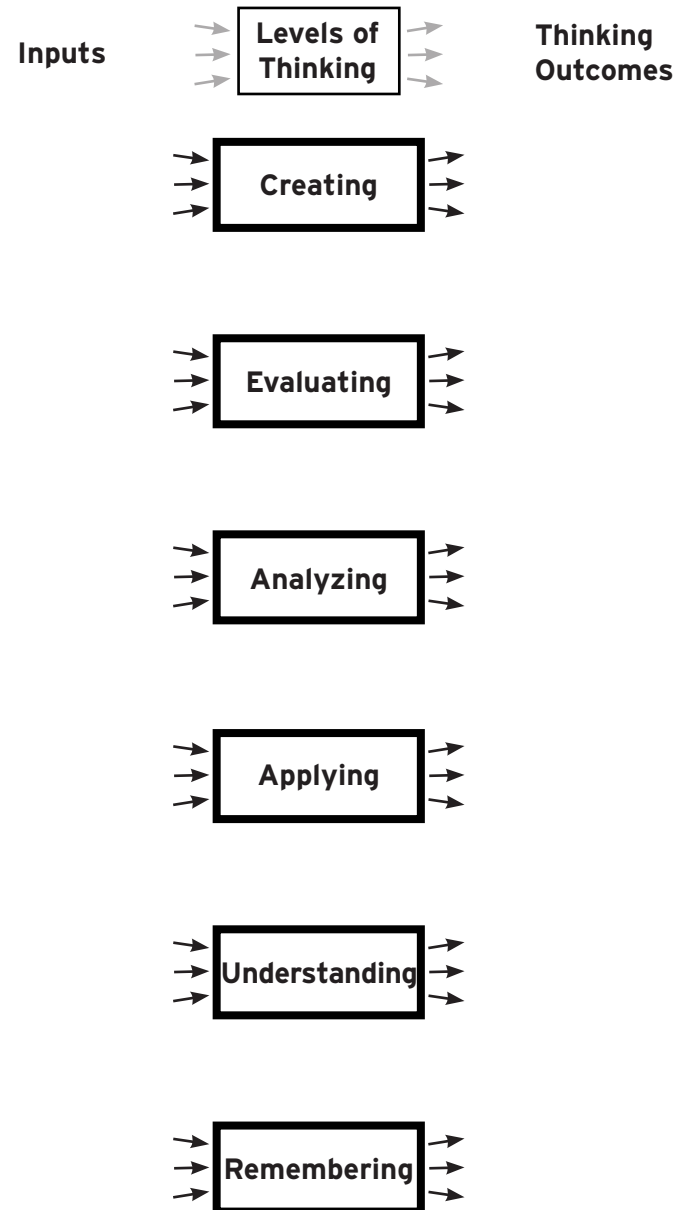 Inputs
Levels of
Thinking
Thinking
Outcomes
Creating
Evaluating
Analyzing
Applying
Understanding
Remembering